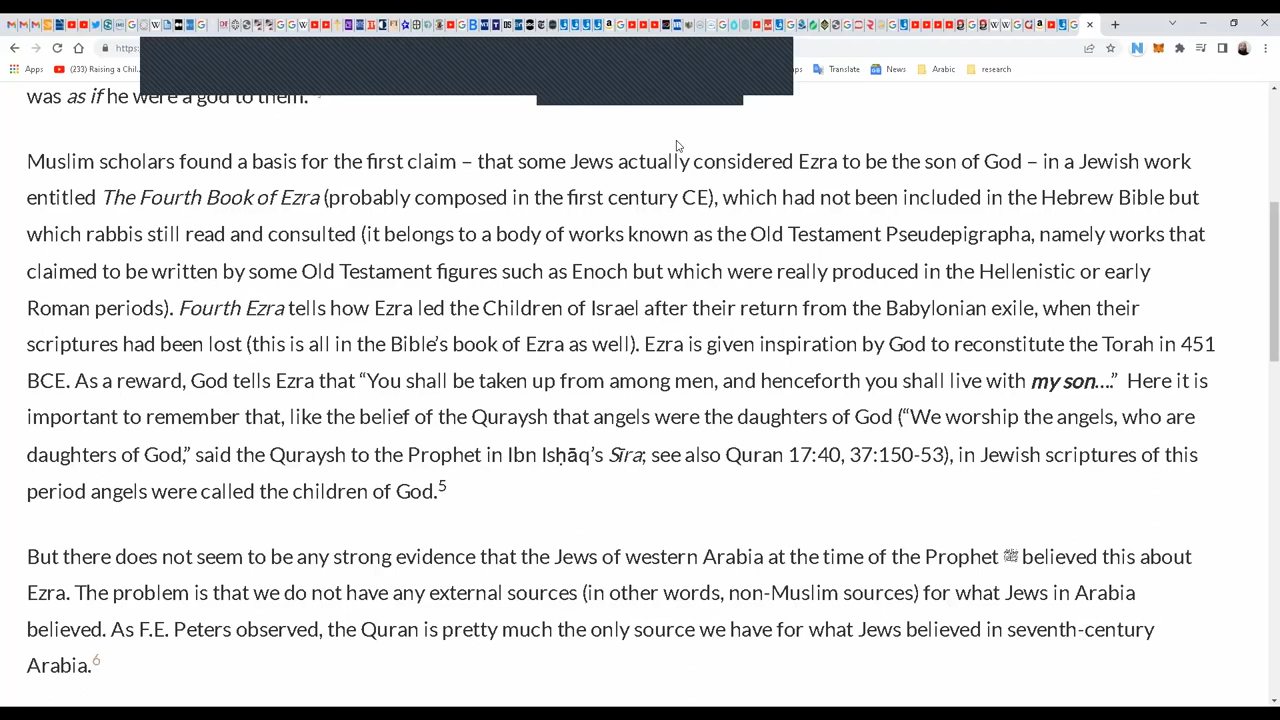 https:
Apps
(233) Raising a Chil...
Translate
News
Arabic
research
was as if he were a god to them.
Muslim scholars found a basis for the first claim – that some Jews actually considered Ezra to be the son of God – in a Jewish work
entitled The Fourth Book of Ezra (probably composed in the first century CE), which had not been included in the Hebrew Bible but
which rabbis still read and consulted (it belongs to a body of works known as the Old Testament Pseudepigrapha, namely works that
claimed to be written by some Old Testament figures such as Enoch but which were really produced in the Hellenistic or early
Roman periods). Fourth Ezra tells how Ezra led the Children of Israel after their return from the Babylonian exile, when their
scriptures had been lost (this is all in the Bible’s book of Ezra as well). Ezra is given inspiration by God to reconstitute the Torah in 451
BCE. As a reward, God tells Ezra that “You shall be taken up from among men, and henceforth you shall live with my son....”  Here it is
important to remember that, like the belief of the Quraysh that angels were the daughters of God (“We worship the angels, who are
daughters of God,” said the Quraysh to the Prophet in Ibn Isḥāq’s Sīra; see also Quran 17:40, 37:150-53), in Jewish scriptures of this
period angels were called the children of God.5
But there does not seem to be any strong evidence that the Jews of western Arabia at the time of the Prophet ﷺ believed this about
Ezra. The problem is that we do not have any external sources (in other words, non-Muslim sources) for what Jews in Arabia
believed. As F.E. Peters observed, the Quran is pretty much the only source we have for what Jews believed in seventh-century
Arabia.6